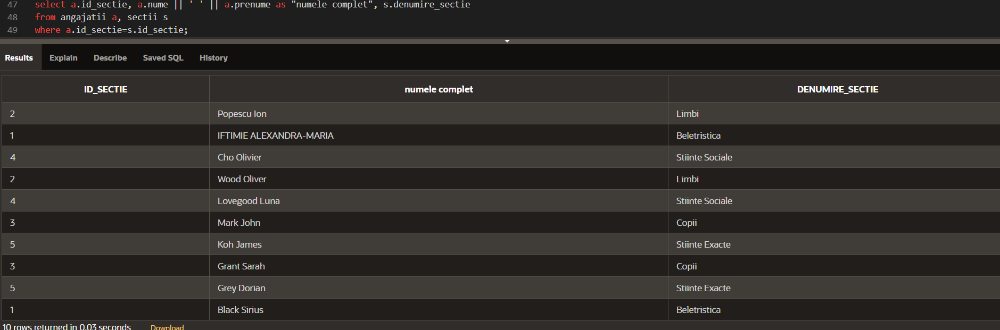 47 select a.id_sectie, a.nume || ' ' || a.prenume as "numele complet", s.denumire_sectie
48 from angajatii a, sectii s
49 where a.id_sectie=s.id_sectie;
Results Explain Describe Saved SQL History
ID_SECTIE numele complet DENUMIRE_SECTIE
2 Popescu Ion Limbi
1 IFTIMIE ALEXANDRA-MARIA Beletristica
4 Cho Olivier Stiinte Sociale
2 Wood Oliver Limbi
4 Lovegood Luna Stiinte Sociale
3 Mark John Copii
5 Koh James Stiinte Exacte
3 Grant Sarah Copii
5 Grey Dorian Stiinte Exacte
1 Black Sirius Beletristica
10 rows returned in 0.03 seconds Download